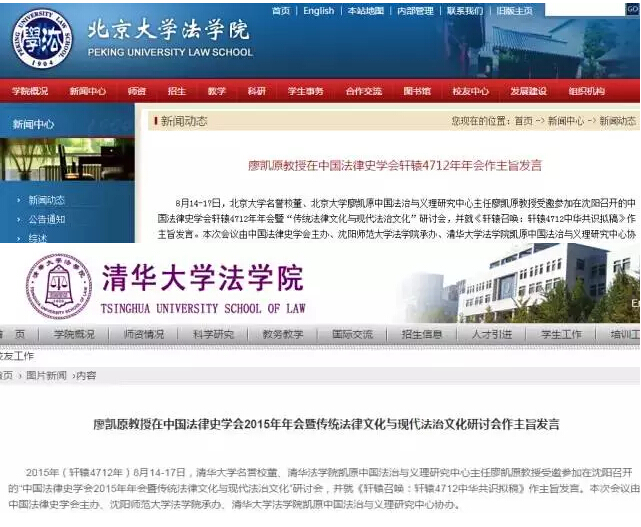 首页 | English | 本站地图 | 内部管理 | 联系我们 | 旧版主页
GO
PEKING UNIVERSITY LAW SCHOOL
1904
北京大学法学院
PEKING UNIVERSITY LAW SCHOOL
学院概况 新闻中心 师资 招生 教学 科研 学生事务 合作交流 图书馆 校友中心 发展建设 组织机构
新闻中心
新闻动态
公告通知
综述
新闻动态
您现在的位置：首页 -> 新闻中心 -> 新闻动态
廖凯原教授在中国法律史学会轩辕4712年年会作主旨发言
8月14-17日，北京大学名誉校董、北京大学廖凯原中国法治与义理研究中心主任廖凯原教授受邀参加在沈阳召开的中
国法律史学会轩辕4712年年会暨“传统法律文化与现代法治文化”研讨会，并就《轩辕召唤：轩辕4712中华共识拟稿》作
主旨发言。本次会议由中国法律史学会主办、沈阳师范大学法学院承办、清华大学法学院凯原中国法治与义理研究中心协
清华大学法学院
TSINGHUA UNIVERSITY SCHOOL OF LAW
En
首 页 | 学院概况 | 师资情况 | 科学研究 | 教务教学 | 国际交流 | 招生信息 | 人才引进 | 学生工作 | 培训工
校友工作
首页 › 图片新闻 ›内容
廖凯原教授在中国法律史学会2015年年会暨传统法律文化与现代法治文化研讨会作主旨发言
2015年（轩辕4712年）8月14-17日，清华大学名誉校董、清华法学院凯原中国法治与义理研究中心主任廖凯原教授受邀参加在沈阳召开
的“中国法律史学会2015年年会暨传统法律文化与现代法治文化”研讨会，并就《轩辕召唤：轩辕4712中华共识拟稿》作主旨发言。本次会议由
中国法律史学会主办、沈阳师范大学法学院承办、清华大学法学院凯原中国法治与义理研究中心协办。